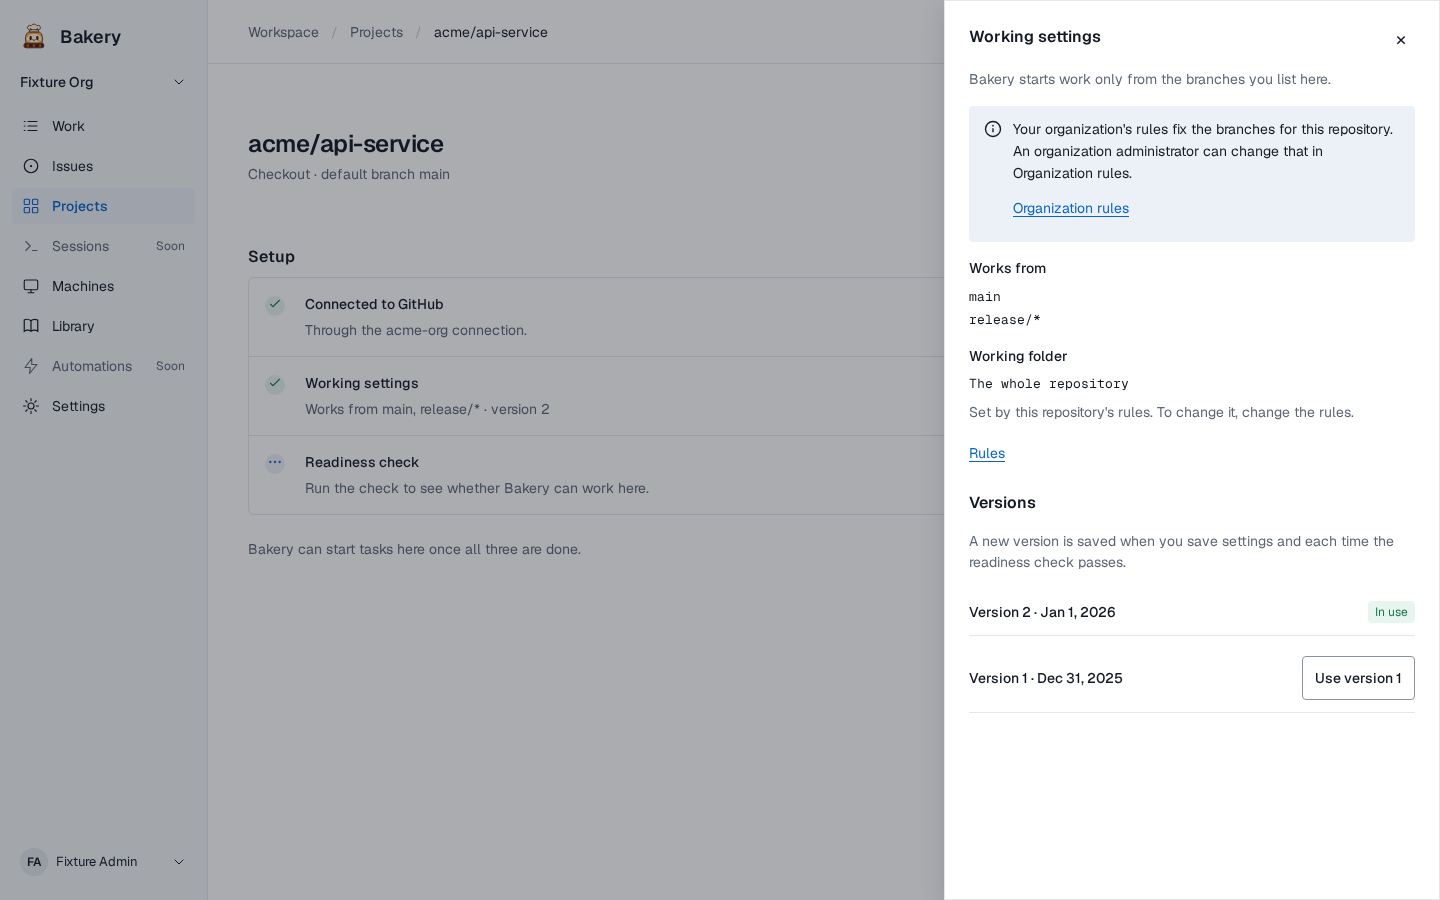 Bakery
Fixture Org
Work
Issues
Projects
Sessions Soon
Machines
Library
Automations Soon
Settings
FA Fixture Admin
Workspace / Projects / acme/api-service
acme/api-service
Checkout · default branch main
Setup
Connected to GitHub
Through the acme-org connection.
Working settings
Works from main, release/* · version 2
Readiness check
Run the check to see whether Bakery can work here.
Bakery can start tasks here once all three are done.
Working settings
Bakery starts work only from the branches you list here.
Your organization's rules fix the branches for this repository.
An organization administrator can change that in
Organization rules.
Organization rules
Works from
main
release/*
Working folder
The whole repository
Set by this repository's rules. To change it, change the rules.
Rules
Versions
A new version is saved when you save settings and each time the
readiness check passes.
Version 2 · Jan 1, 2026 In use
Version 1 · Dec 31, 2025 Use version 1